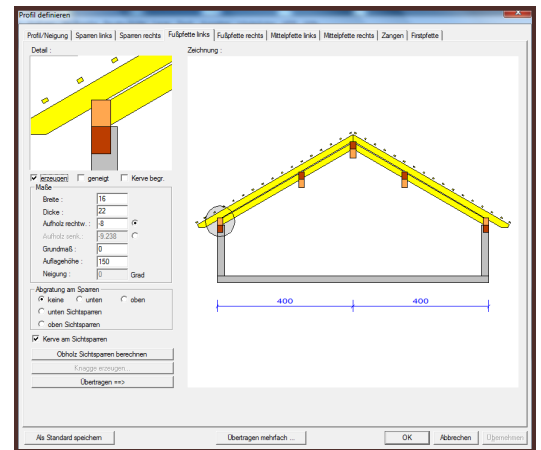 Profil definieren
Profil/Neigung Sparren links Sparren rechts Fußpfette links Fußpfette rechts Mittelpfette links Mittelpfette rechts Zangen Firstpfette
Detail :
Zeichnung :
erzeugen geneigt Kerve begr.
Maße
Breite : 16
Dicke : 22
Aufholz rechtw. : -8
Aufholz senk. : -9.238
Grundmaß : 0
Auflagehöhe : 150
Neigung : 0 Grad
Abgratung am Sparren
keine unten oben
unten Sichtsparren
oben Sichtsparren
Kerve am Sichtsparren
Obholz Sichtsparren berechnen
Knagge erzeugen...
Übertragen ==>
400 400
Als Standard speichern Übertragen mehrfach ... OK Abbrechen Übernehmen